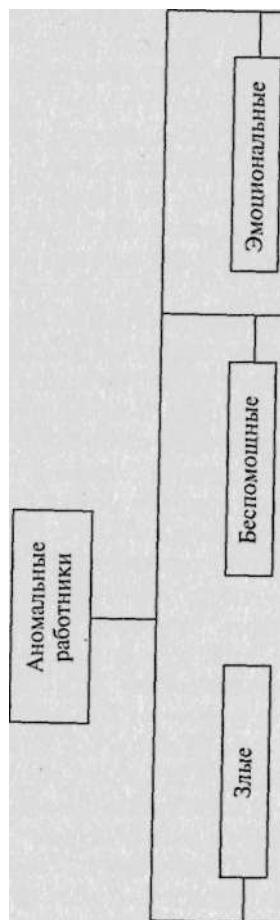 Аномальные
работники
Злые
Беспомощные
Эмоциональные